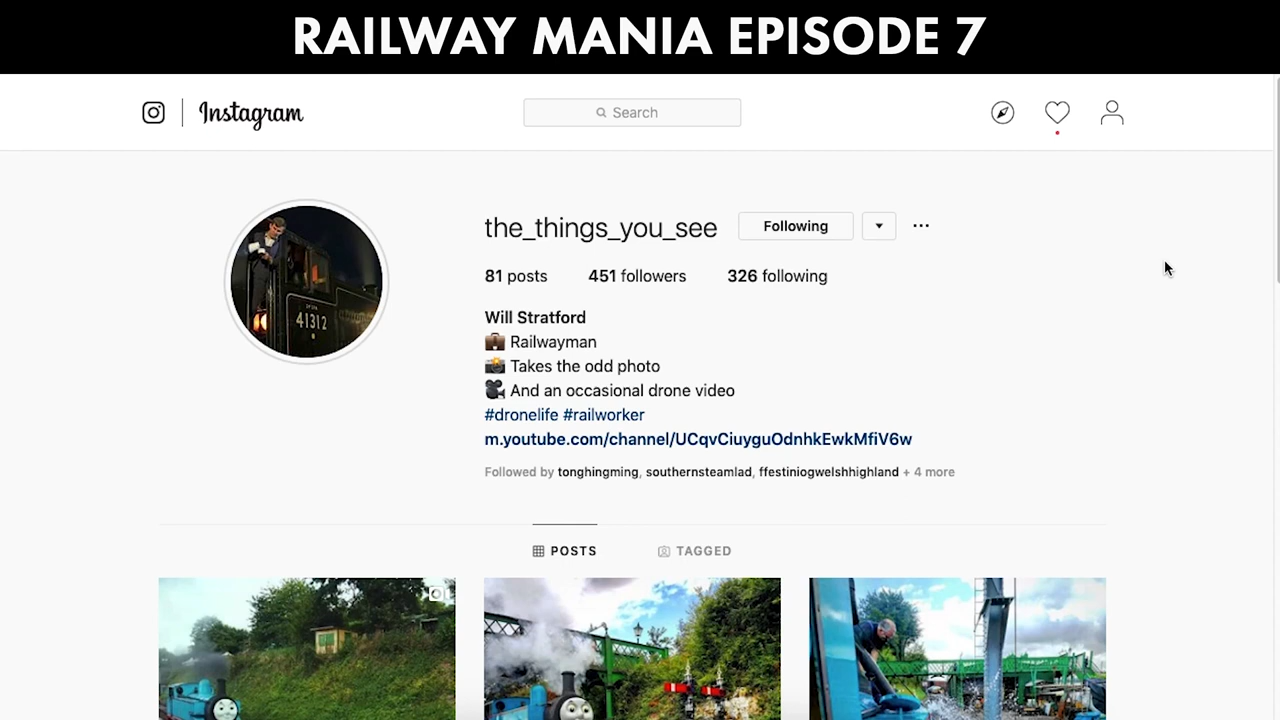 RAILWAY MANIA EPISODE 7
Instagram
Search
the_things_you_see
Following
81 posts 451 followers 326 following
Will Stratford
Railwayman
Takes the odd photo
And an occasional drone video
#dronelife #railworker
m.youtube.com/channel/UCqvCiuyguOdnhkEwkMfiV6w
Followed by tonghingming, southernsteamlad, ffestiniogwelshhighland + 4 more
POSTS TAGGED
41312